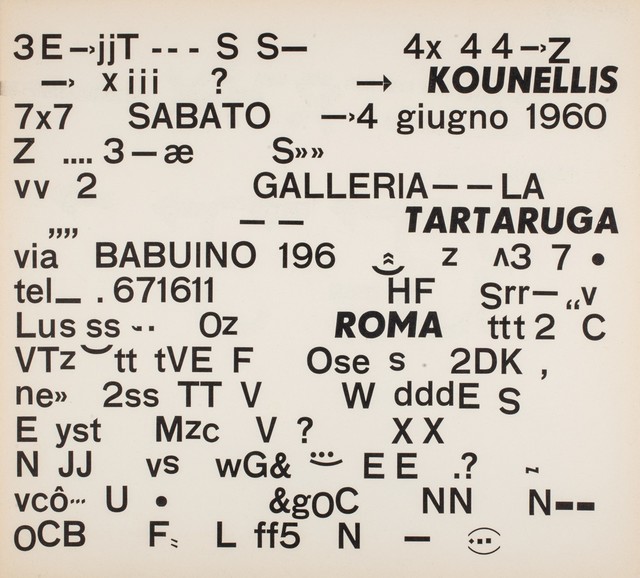 3 E –›jjT - - - S S– 4x 4 4 –›Z
→ x iii ? → KOUNELLIS
7x7 SABATO –›4 giugno 1960
Z .... 3 – æ S»»
vv 2 GALLERIA – – LA
,,,, – – TARTARUGA
via BABUINO 196 z ʌ3 7 •
tel_ . 671611 HF Srr– „v
Lus ss Oz ROMA ttt 2 C
VTz ˘ tt tVE F Ose s 2DK ,
ne» 2ss TT V W dddE S
E yst Mzc V ? X X
N JJ vs wG& E E .? ~
vcô··· U • &gOC NN N--
OCB F L ff5 N –